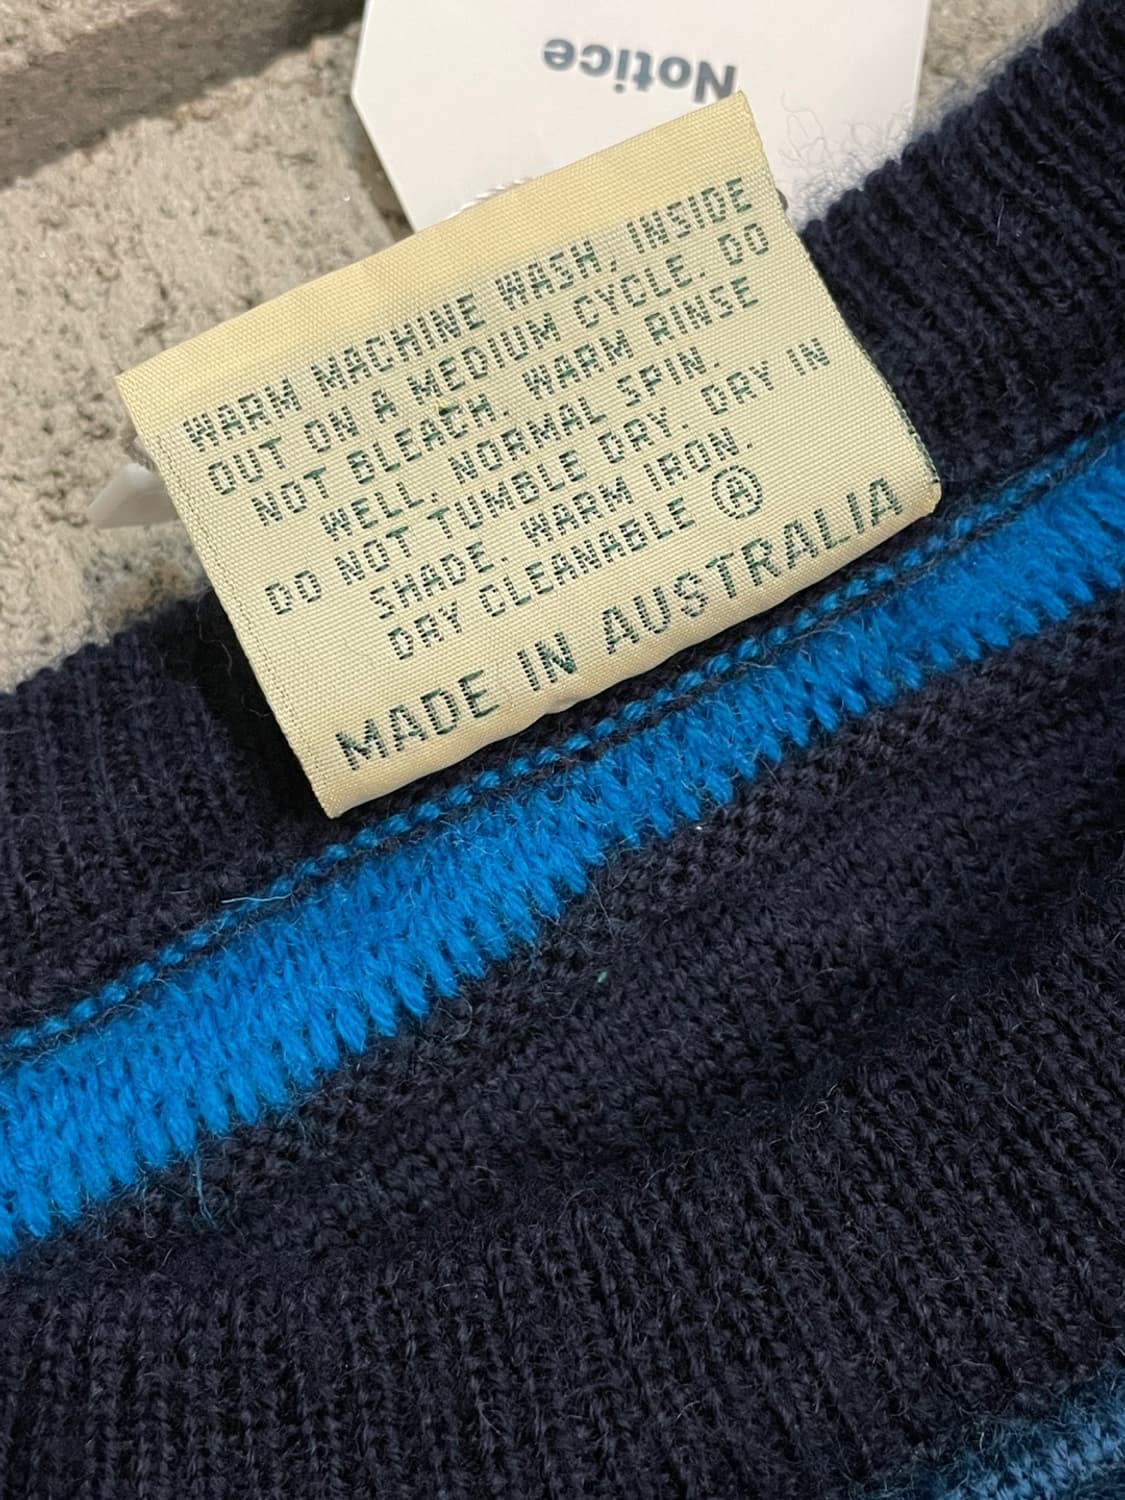 Notice
WARM MACHINE WASH, INSIDE
OUT ON A MEDIUM CYCLE. DO
NOT BLEACH. WARM RINSE
WELL. NORMAL SPIN.
DO NOT TUMBLE DRY. DRY IN
SHADE. WARM IRON.
DRY CLEANABLE Ⓐ
MADE IN AUSTRALIA